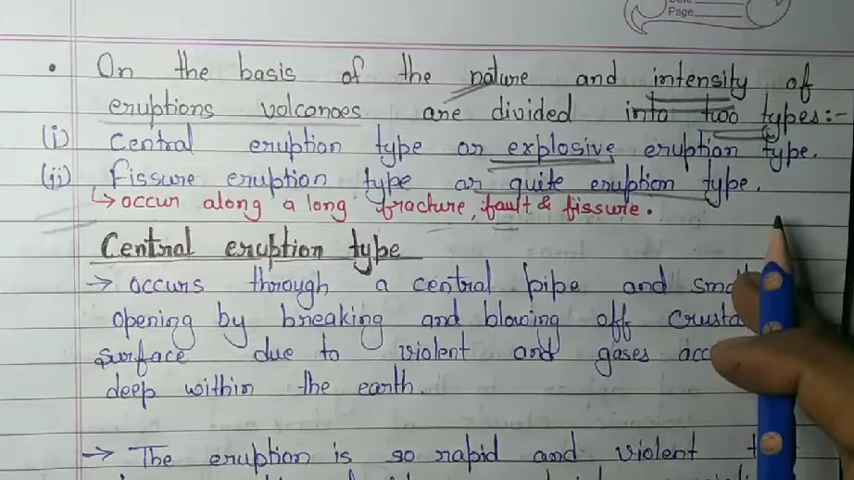 Page
• On the basis of the nature and intensity of
eruptions volcanoes are divided into two types:-
(i) Central eruption type or explosive eruption type.
(ii) Fissure eruption type or quite eruption type.
↳ occur along a long fracture, fault & fissure.
Central eruption type
→ occurs through a central pipe and
opening by breaking and blowing off
surface due to violent and gases
deep within the earth.
→ The eruption is so rapid and violent